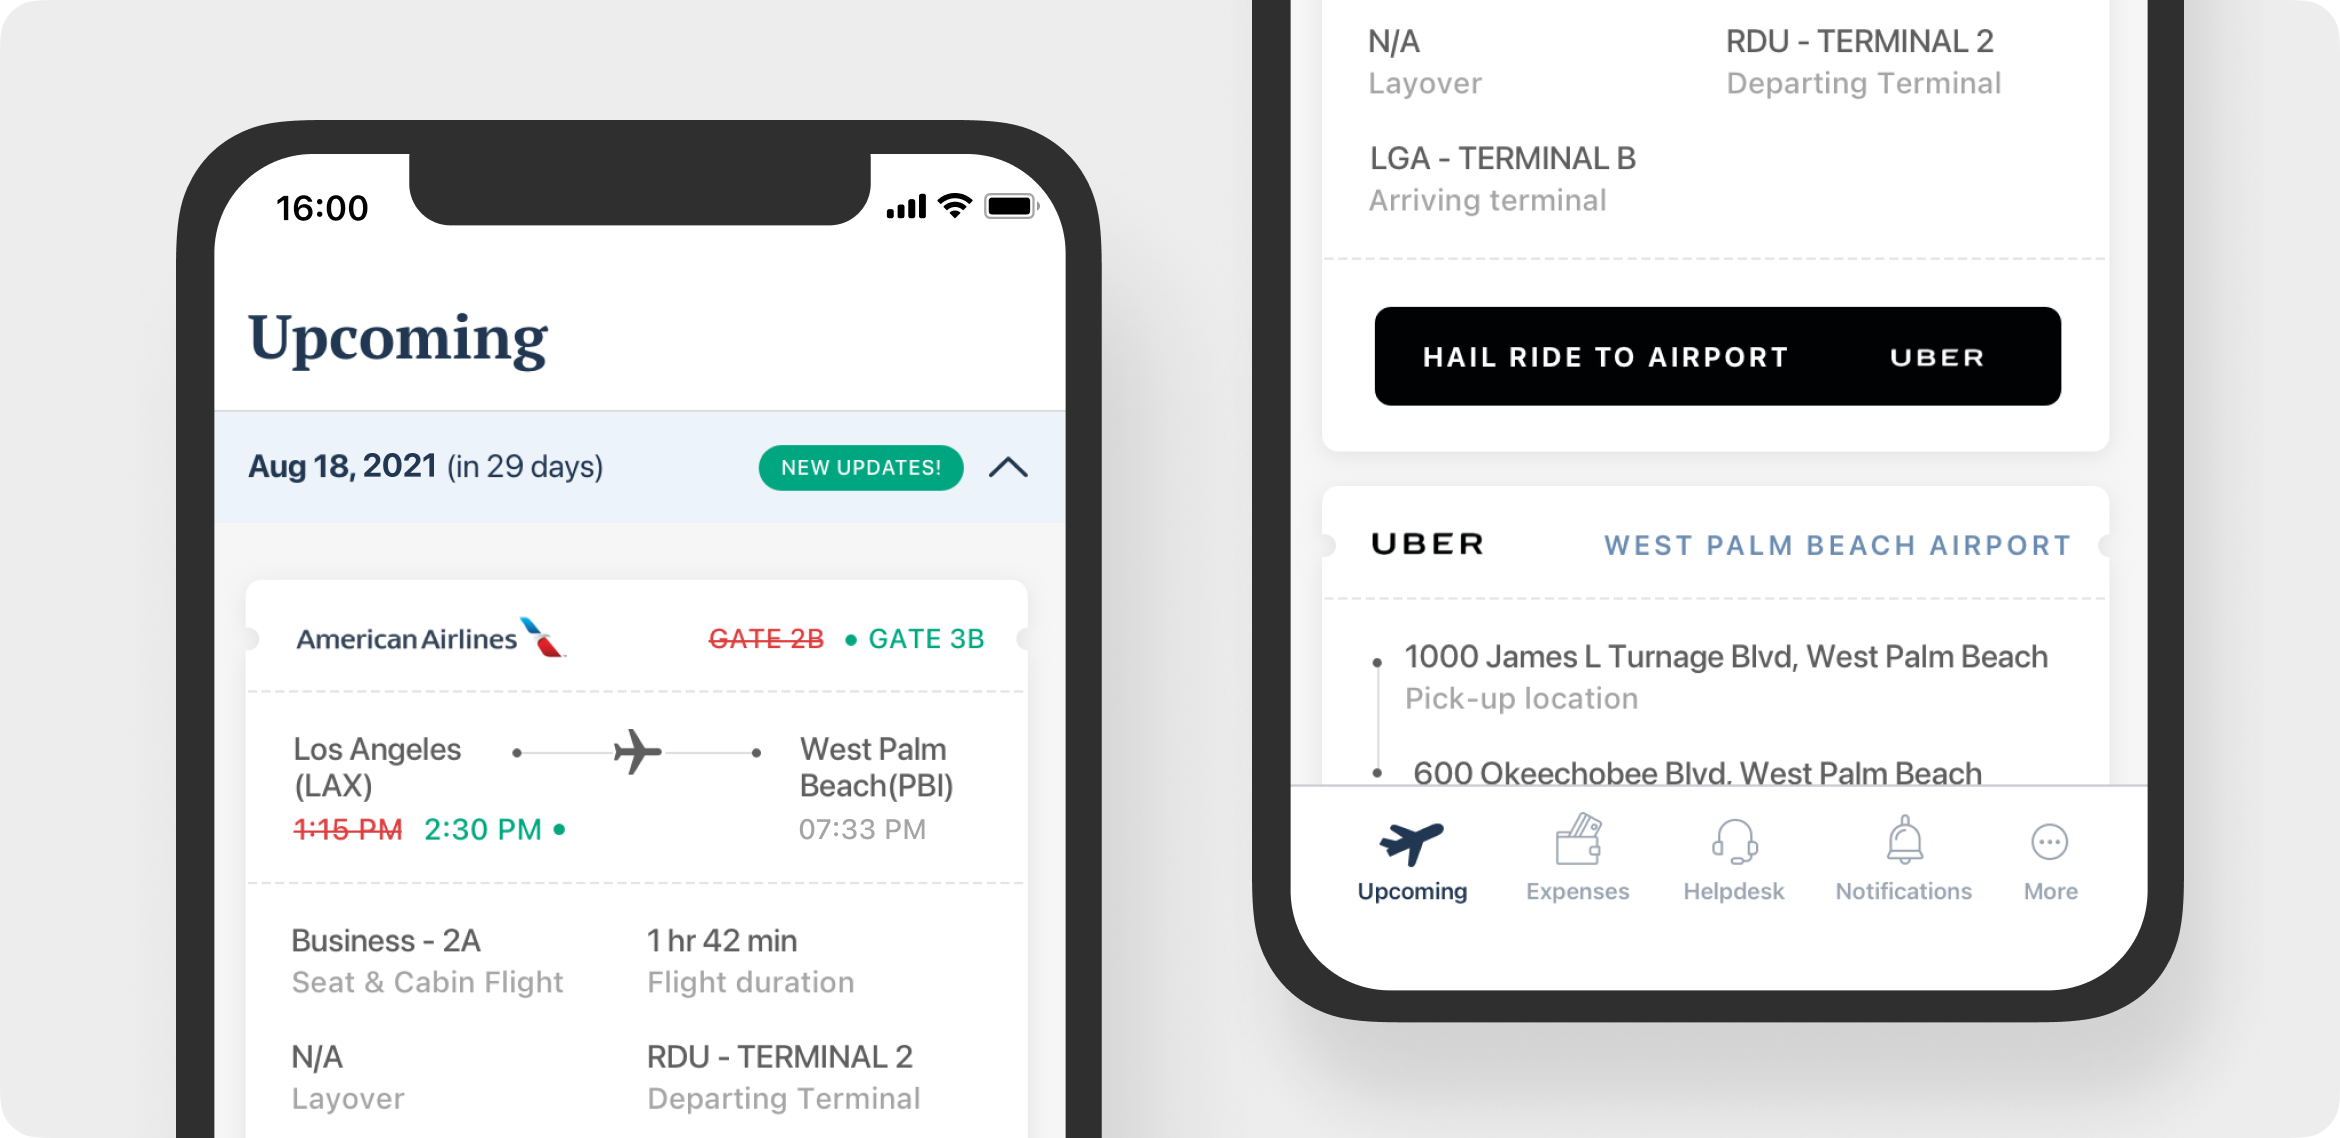 16:00
Upcoming
Aug 18, 2021 (in 29 days)
NEW UPDATES!
American Airlines
GATE 2B • GATE 3B
Los Angeles
(LAX)
1:15 PM 2:30 PM •
West Palm
Beach(PBI)
07:33 PM
Business - 2A
Seat & Cabin Flight
1 hr 42 min
Flight duration
N/A
Layover
RDU - TERMINAL 2
Departing Terminal
N/A
Layover
RDU - TERMINAL 2
Departing Terminal
LGA - TERMINAL B
Arriving terminal
HAIL RIDE TO AIRPORT UBER
UBER WEST PALM BEACH AIRPORT
1000 James L Turnage Blvd, West Palm Beach
Pick-up location
600 Okeechobee Blvd, West Palm Beach
Upcoming
Expenses
Helpdesk
Notifications
More